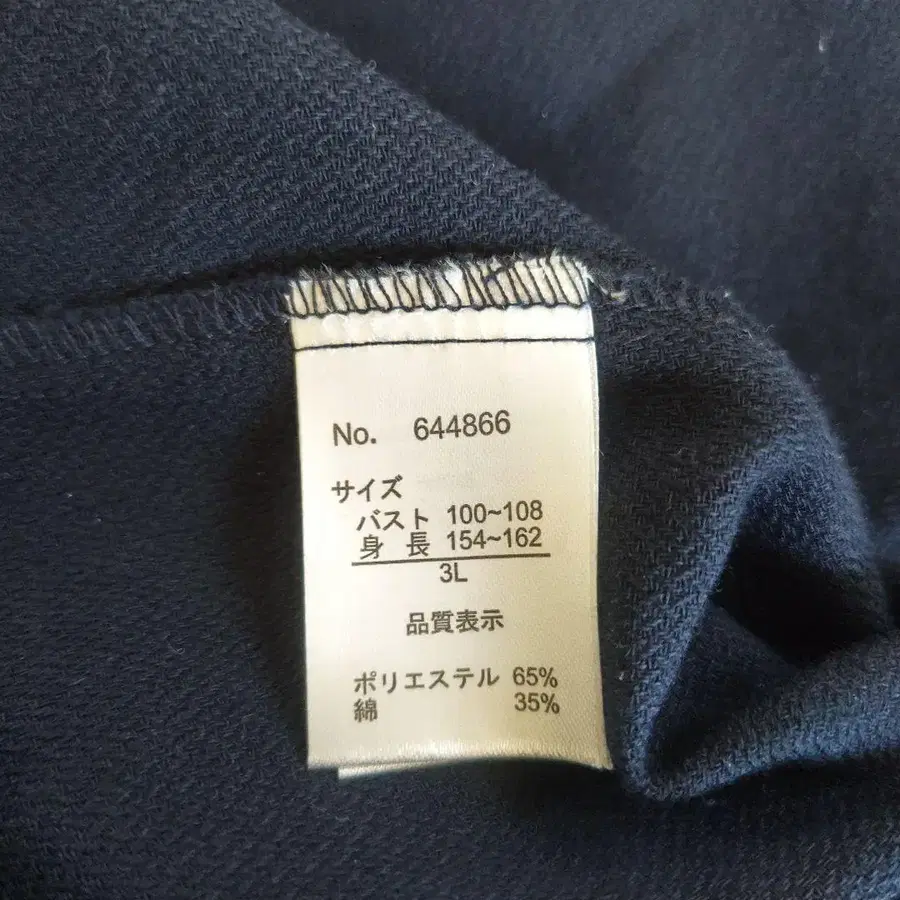 No. 644866
サイズ
バスト 100~108
身長 154~162
3L
品質表示
ポリエステル 65%
綿 35%